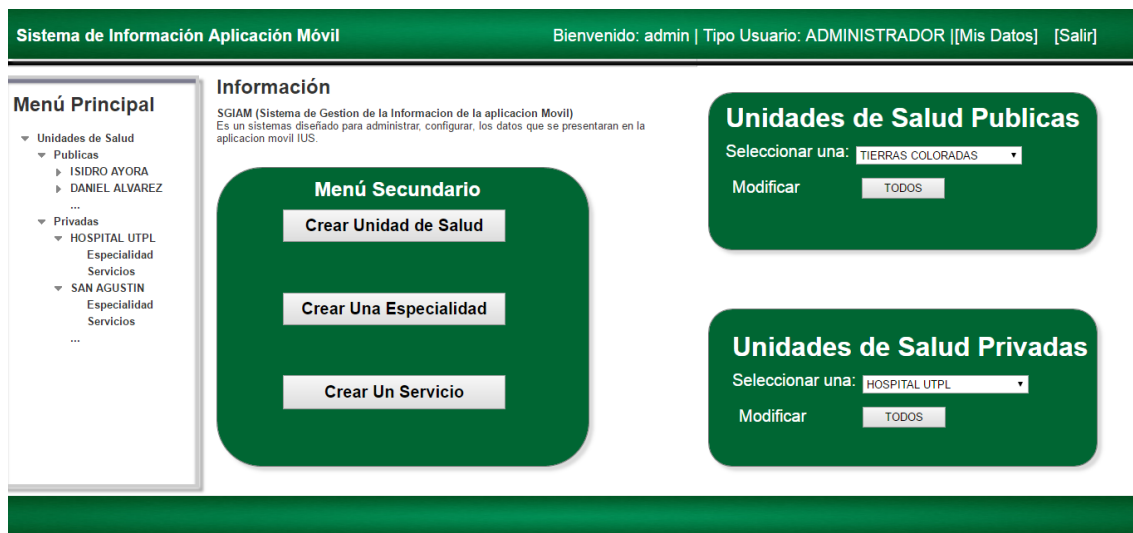 Sistema de Información Aplicación Móvil
Bienvenido: admin | Tipo Usuario: ADMINISTRADOR |[Mis Datos] [Salir]
Menú Principal
Unidades de Salud
Publicas
ISIDRO AYORA
DANIEL ALVAREZ
...
Privadas
HOSPITAL UTPL
Especialidad
Servicios
SAN AGUSTIN
Especialidad
Servicios
...
Información
SGIAM (Sistema de Gestion de la Informacion de la aplicacion Movil)
Es un sistemas diseñado para administrar, configurar, los datos que se presentaran en la
aplicacion movil IUS.
Menú Secundario
Crear Unidad de Salud
Crear Una Especialidad
Crear Un Servicio
Unidades de Salud Publicas
Seleccionar una: TIERRAS COLORADAS
Modificar TODOS
Unidades de Salud Privadas
Seleccionar una: HOSPITAL UTPL
Modificar TODOS